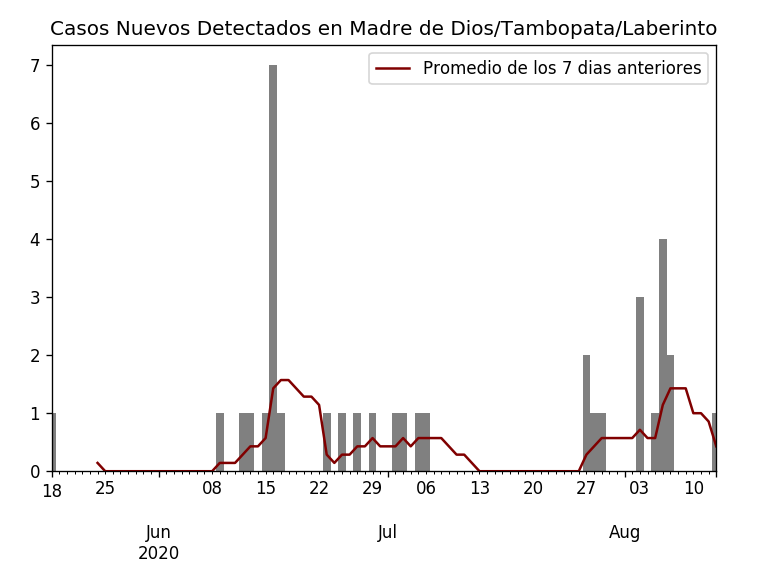 Casos Nuevos Detectados en Madre de Dios/Tambopata/Laberinto
Promedio de los 7 dias anteriores
7
6
5
4
3
2
1
0
18 25 08 15 22 29 06 13 20 27 03 10
Jun Jul Aug
2020